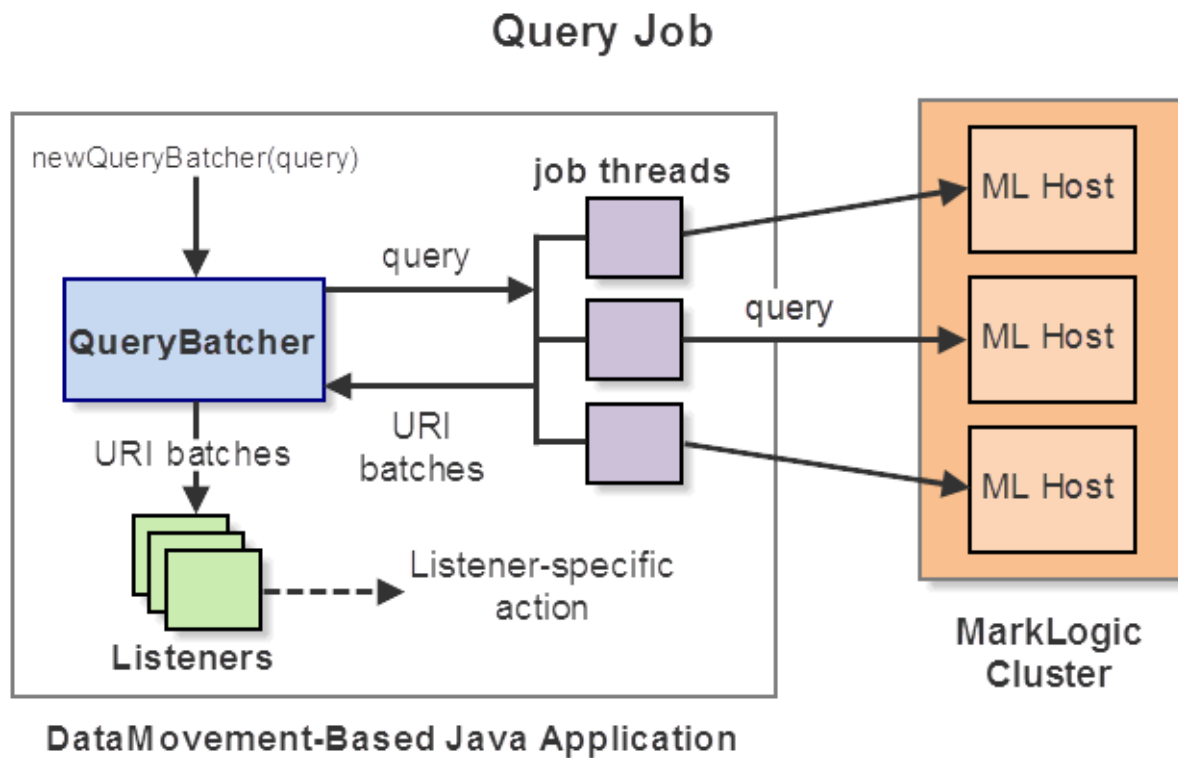 Query Job
newQueryBatcher(query)
job threads
query
QueryBatcher
URI
batches
URI batches
Listener-specific
action
Listeners
query
ML Host
ML Host
ML Host
MarkLogic
Cluster
DataMovement-Based Java Application